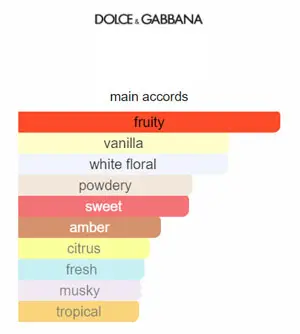 DOLCE & GABBANA
main accords
fruity
vanilla
white floral
powdery
sweet
amber
citrus
fresh
musky
tropical